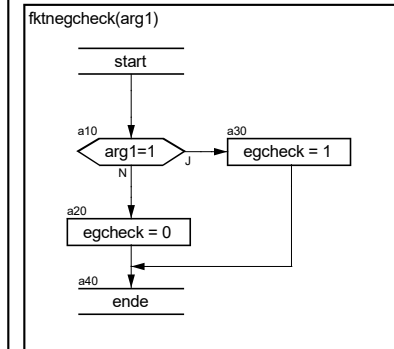 fktnegcheck(arg1)
start
a10
arg1=1
N
J
a30
egcheck = 1
a20
egcheck = 0
a40
ende